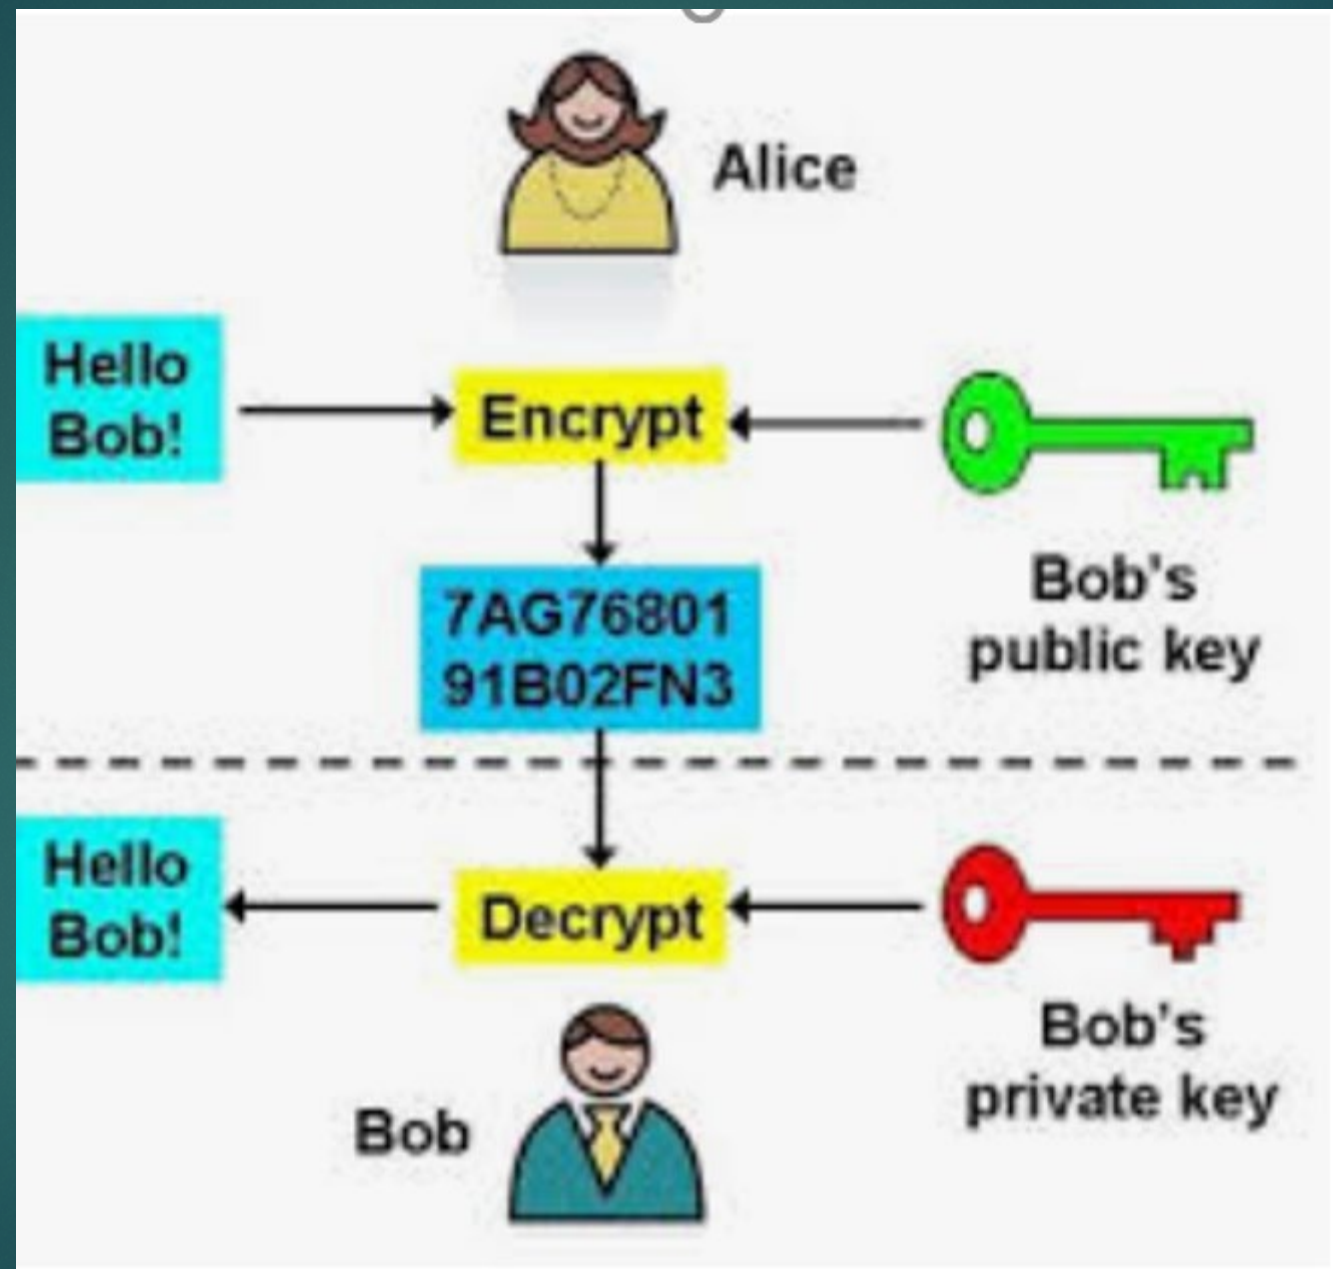 Alice
Hello
Bob!
Encrypt
Bob's
public key
7AG76801
91B02FN3
Hello
Bob!
Decrypt
Bob's
private key
Bob